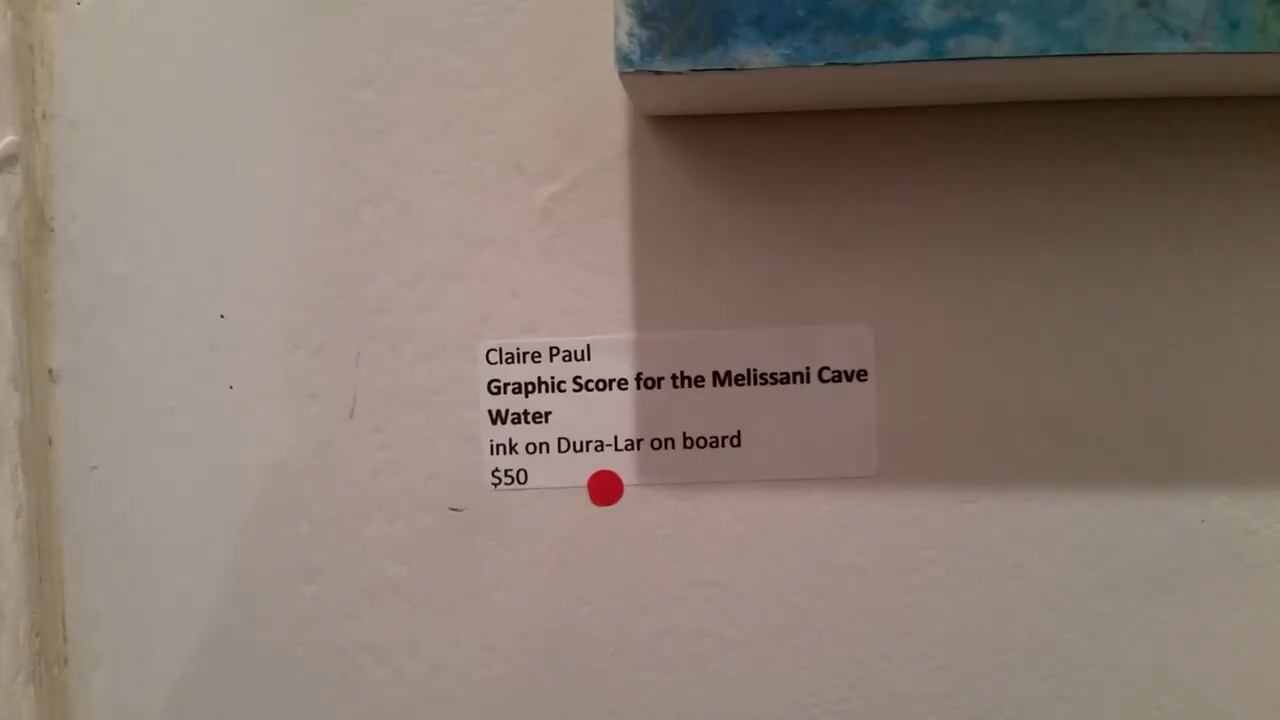 Claire Paul
Graphic Score for the Melissani Cave
Water
ink on Dura-Lar on board
$50